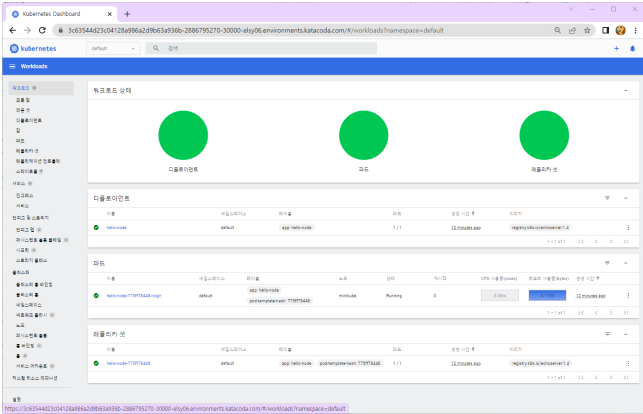 Kubernetes Dashboard
3c63544d23c04128a986a2d9b63a936b-2886795270-30000-elsy06.environments.katacoda.com/#/workloads?namespace=default
kubernetes
default
검색
Workloads
워크로드
크론 잡
데몬 셋
디플로이먼트
잡
파드
레플리카 셋
레플리케이션 컨트롤러
스테이트풀 셋
서비스
인그레스
서비스
컨피그 및 스토리지
컨피그 맵
퍼시스턴트 볼륨 클레임
시크릿
스토리지 클래스
클러스터
클러스터 롤 바인딩
클러스터 롤
네임스페이스
네트워크 폴리시
노드
퍼시스턴트 볼륨
롤 바인딩
롤
서비스 어카운트
커스텀 리소스 데피니션
설정
워크로드 상태
디플로이먼트
파드
레플리카 셋
디플로이먼트
이름 네임스페이스 레이블 파드 생성 시간 이미지
hello-node default app: hello-node 1 / 1 12 minutes ago registry.k8s.io/echoserver:1.4
1 – 1 of 1
파드
이름 네임스페이스 레이블 노드 상태 재시작 CPU 사용량(cores) 메모리 사용량(bytes) 생성 시간
app: hello-node
default minikube Running 0 0.00m 12 minutes ago
1 – 1 of 1
레플리카 셋
이름 네임스페이스 레이블 파드 생성 시간 이미지
default app: hello-node 1 / 1 12 minutes ago registry.k8s.io/echoserver:1.4
1 – 1 of 1
https://3c63544d23c04128a986a2d9b63a936b-2886795270-30000-elsy06.environments.katacoda.com/#/workloads?namespace=default